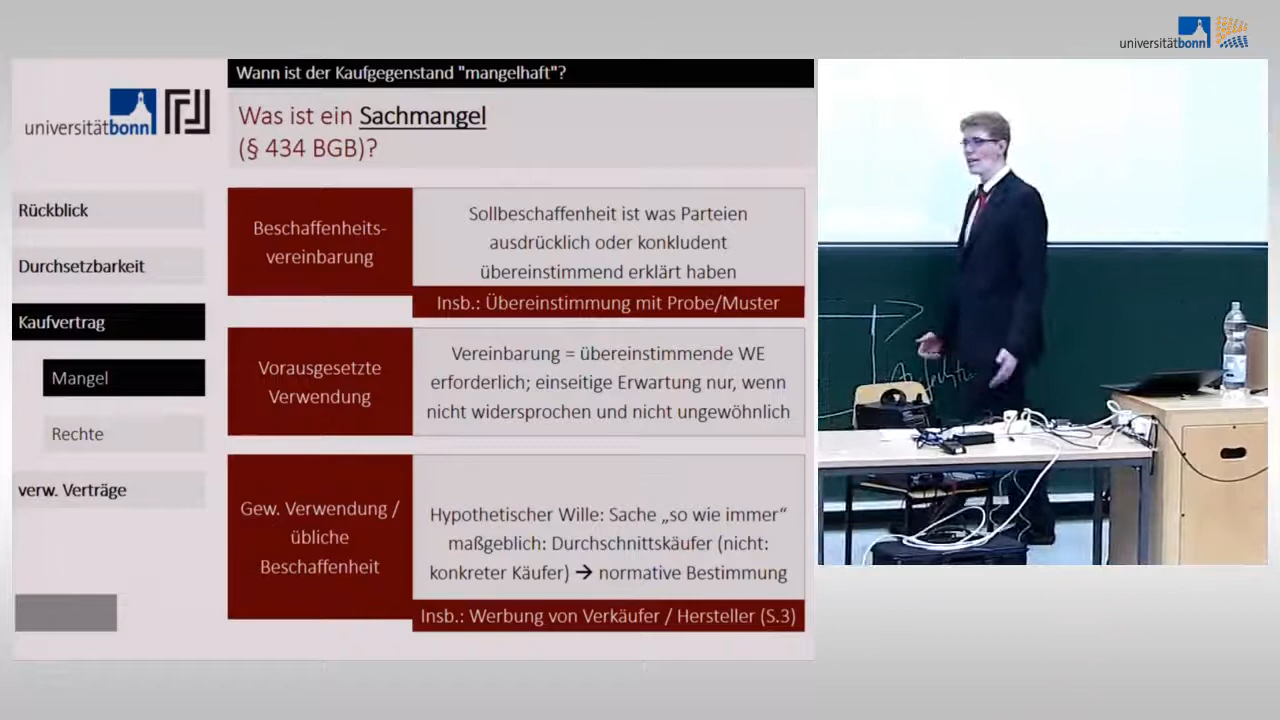 universitätbonn
Wann ist der Kaufgegenstand "mangelhaft"?
universitätbonn
Was ist ein Sachmangel
(§ 434 BGB)?
Rückblick
Durchsetzbarkeit
Kaufvertrag
Mangel
Rechte
verw. Verträge
Beschaffenheits-
vereinbarung
Sollbeschaffenheit ist was Parteien
ausdrücklich oder konkludent
übereinstimmend erklärt haben
Insb.: Übereinstimmung mit Probe/Muster
Vorausgesetzte
Verwendung
Vereinbarung = übereinstimmende WE
erforderlich; einseitige Erwartung nur, wenn
nicht widersprochen und nicht ungewöhnlich
Gew. Verwendung /
übliche
Beschaffenheit
Hypothetischer Wille: Sache „so wie immer“
maßgeblich: Durchschnittskäufer (nicht:
konkreter Käufer) → normative Bestimmung
Insb.: Werbung von Verkäufer / Hersteller (S.3)